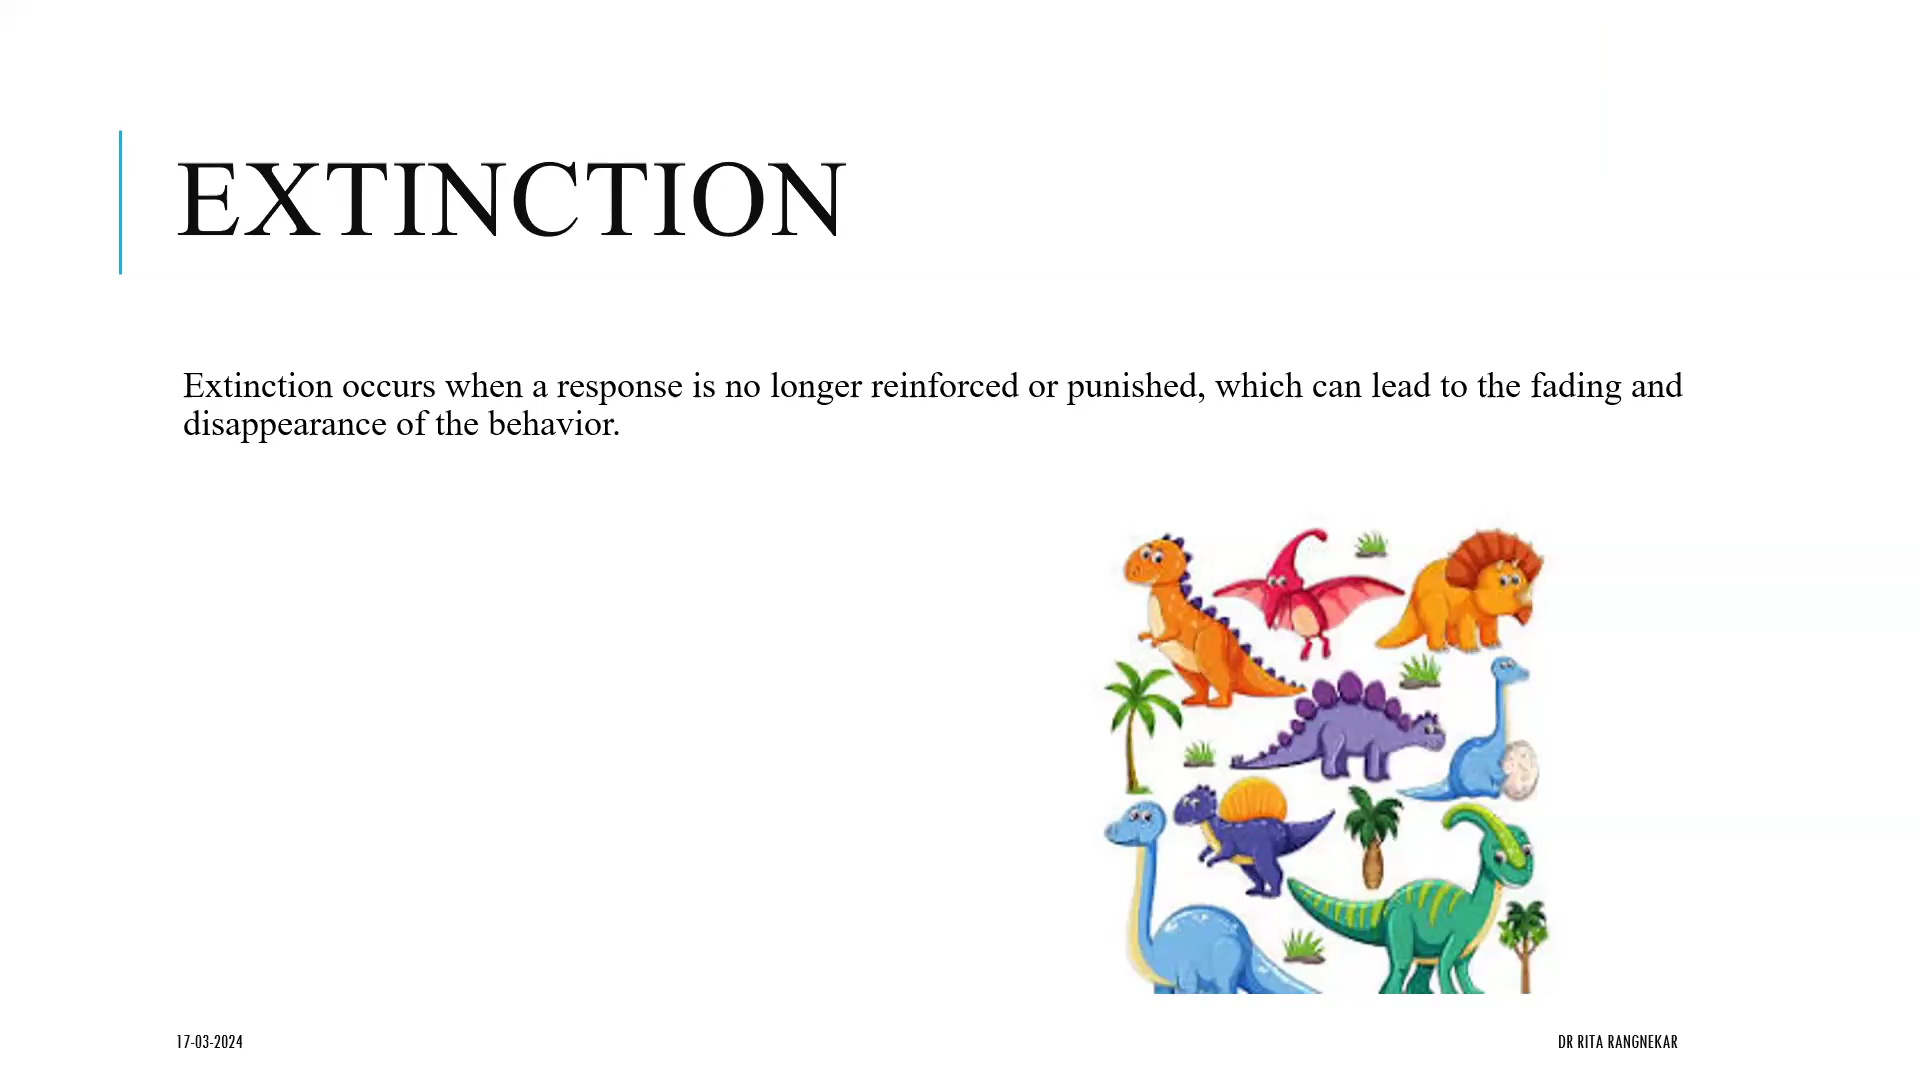 EXTINCTION
Extinction occurs when a response is no longer reinforced or punished, which can lead to the fading and
disappearance of the behavior.
17-03-2024
DR RITA RANGNEKAR